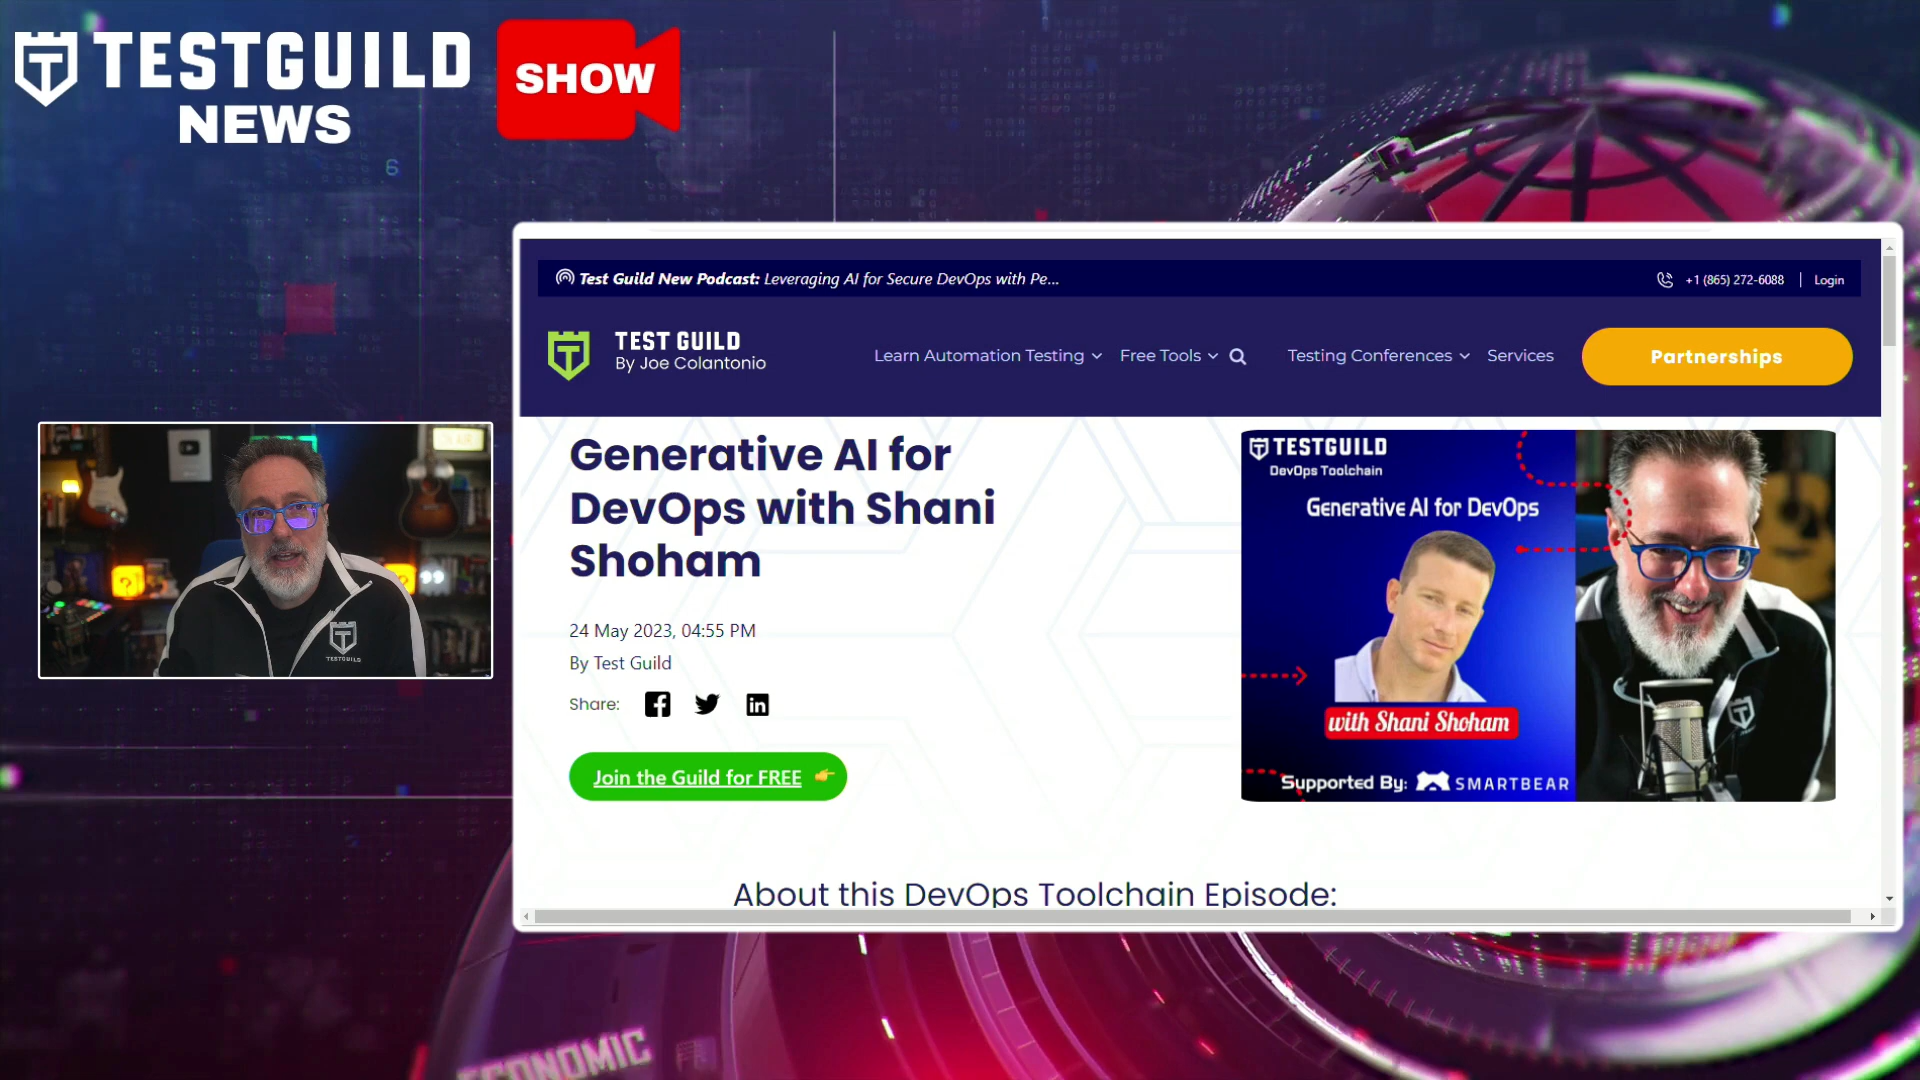 TESTGUILD
NEWS
SHOW
6
Test Guild New Podcast: Leveraging AI for Secure DevOps with Pe...
+1 (865) 272-6088 | Login
TEST GUILD
By Joe Colantonio
Learn Automation Testing
Free Tools
Testing Conferences
Services
Partnerships
Generative AI for
DevOps with Shani
Shoham
24 May 2023, 04:55 PM
By Test Guild
Share:
Join the Guild for FREE
TESTGUILD
DevOps Toolchain
Generative AI for DevOps
with Shani Shoham
Supported By: SMARTBEAR
About this DevOps Toolchain Episode:
TESTGUILD
ECONOMIC